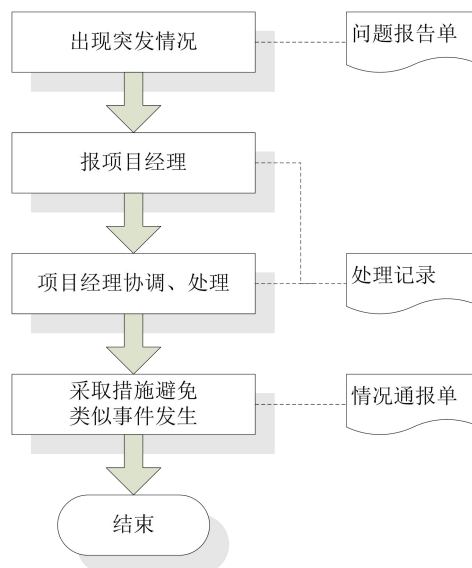 出现突发情况
问题报告单
报项目经理
项目经理协调、处理
处理记录
采取措施避免
类似事件发生
情况通报单
结束